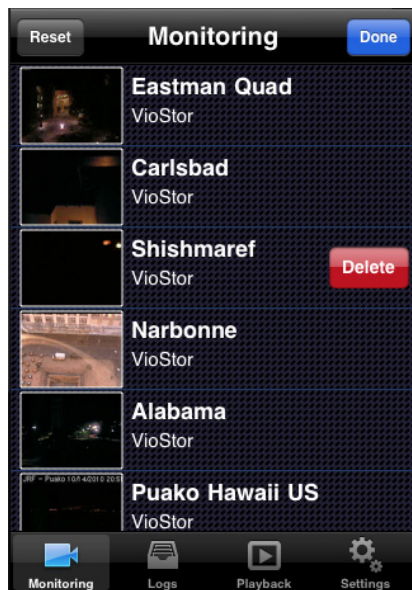 Reset
Monitoring
Done
Eastman Quad
VioStor
Carlsbad
VioStor
Shishmaref
VioStor
Delete
Narbonne
VioStor
Alabama
VioStor
Puako Hawaii US
VioStor
Monitoring
Logs
Playback
Settings